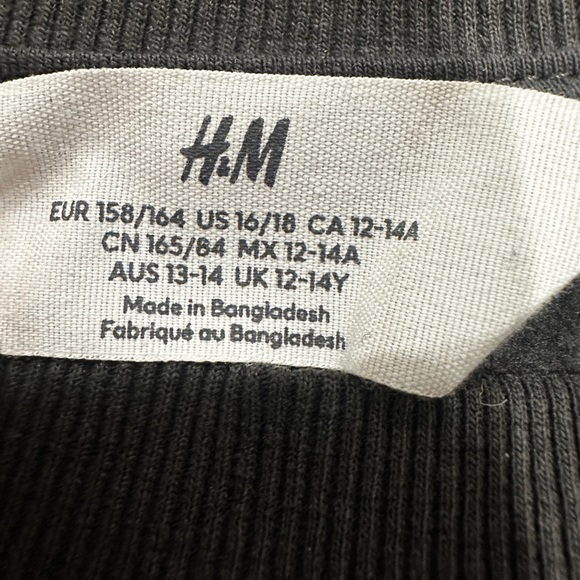 H&M
EUR 158/164 US 16/18 CA 12-14A
CN 165/84 MX 12-14A
AUS 13-14 UK 12-14Y
Made in Bangladesh
Fabriqué au Bangladesh